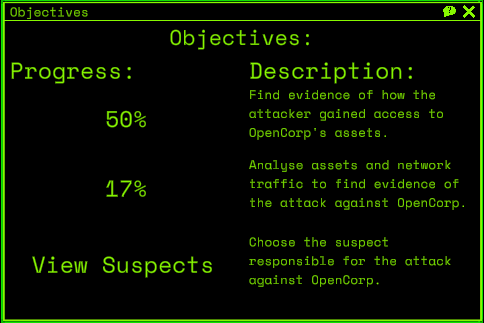 Objectives
Objectives:
Progress:
Description:
50%
Find evidence of how the
attacker gained access to
OpenCorp's assets.
17%
Analyse assets and network
traffic to find evidence of
the attack against OpenCorp.
View Suspects
Choose the suspect
responsible for the attack
against OpenCorp.